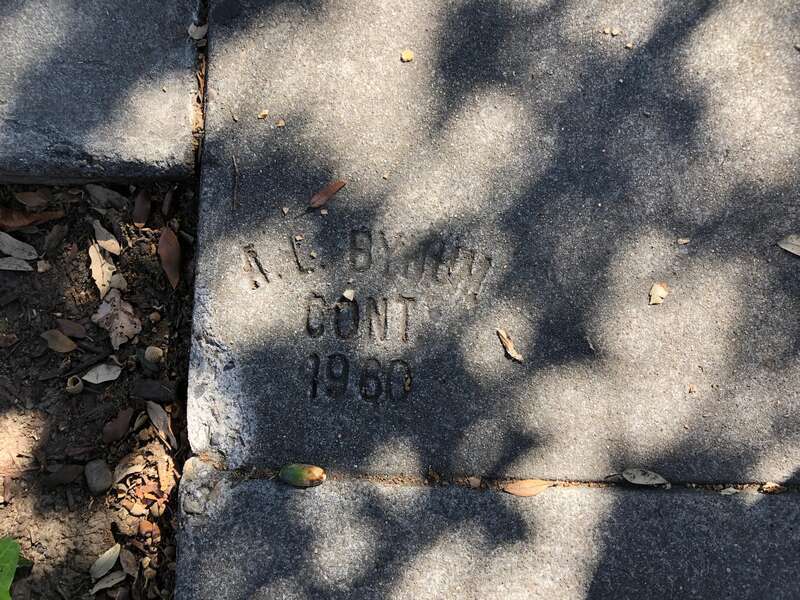 A. L.
CONT
1960